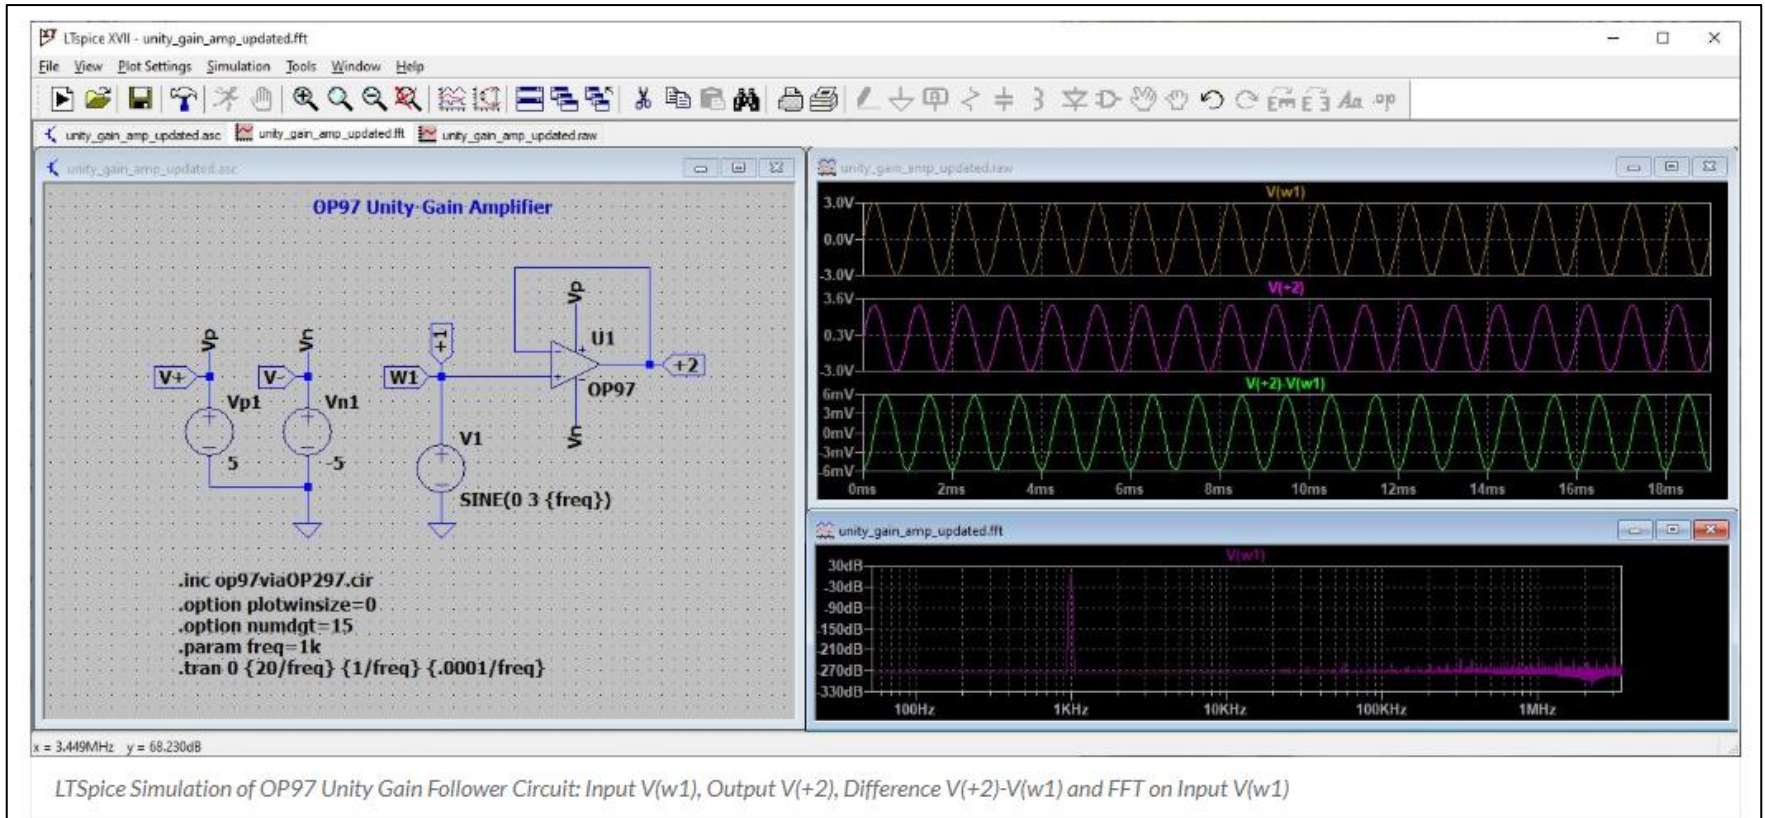 LTspice XVII - unity_gain_amp_updated.fft
File View Plot Settings Simulation Tools Window Help
unity_gain_amp_updated.asc unity_gain_amp_updated.fft unity_gain_amp_updated.raw
unity_gain_amp_updated.asc
OP97 Unity-Gain Amplifier
Vp
Vp Vn +1 U1
V+ V- W1 +2
OP97
Vp1 Vn1 Vn
V1
5 -5
SINE(0 3 {freq})
.inc op97viaOP297.cir
.option plotwinsize=0
.option numdgt=15
.param freq=1k
.tran 0 {20/freq} {1/freq} {.0001/freq}
unity_gain_amp_updated.raw
V(w1)
3.0V
0.0V
-3.0V
V(+2)
3.6V
0.3V
-3.0V
V(+2)-V(w1)
6mV
3mV
0mV
-3mV
-6mV
0ms 2ms 4ms 6ms 8ms 10ms 12ms 14ms 16ms 18ms
unity_gain_amp_updated.fft
V(w1)
30dB
-30dB
-90dB
-150dB
-210dB
-270dB
-330dB
100Hz 1KHz 10KHz 100KHz 1MHz
x = 3.449MHz y = 68.230dB
LTSpice Simulation of OP97 Unity Gain Follower Circuit: Input V(w1), Output V(+2), Difference V(+2)-V(w1) and FFT on Input V(w1)